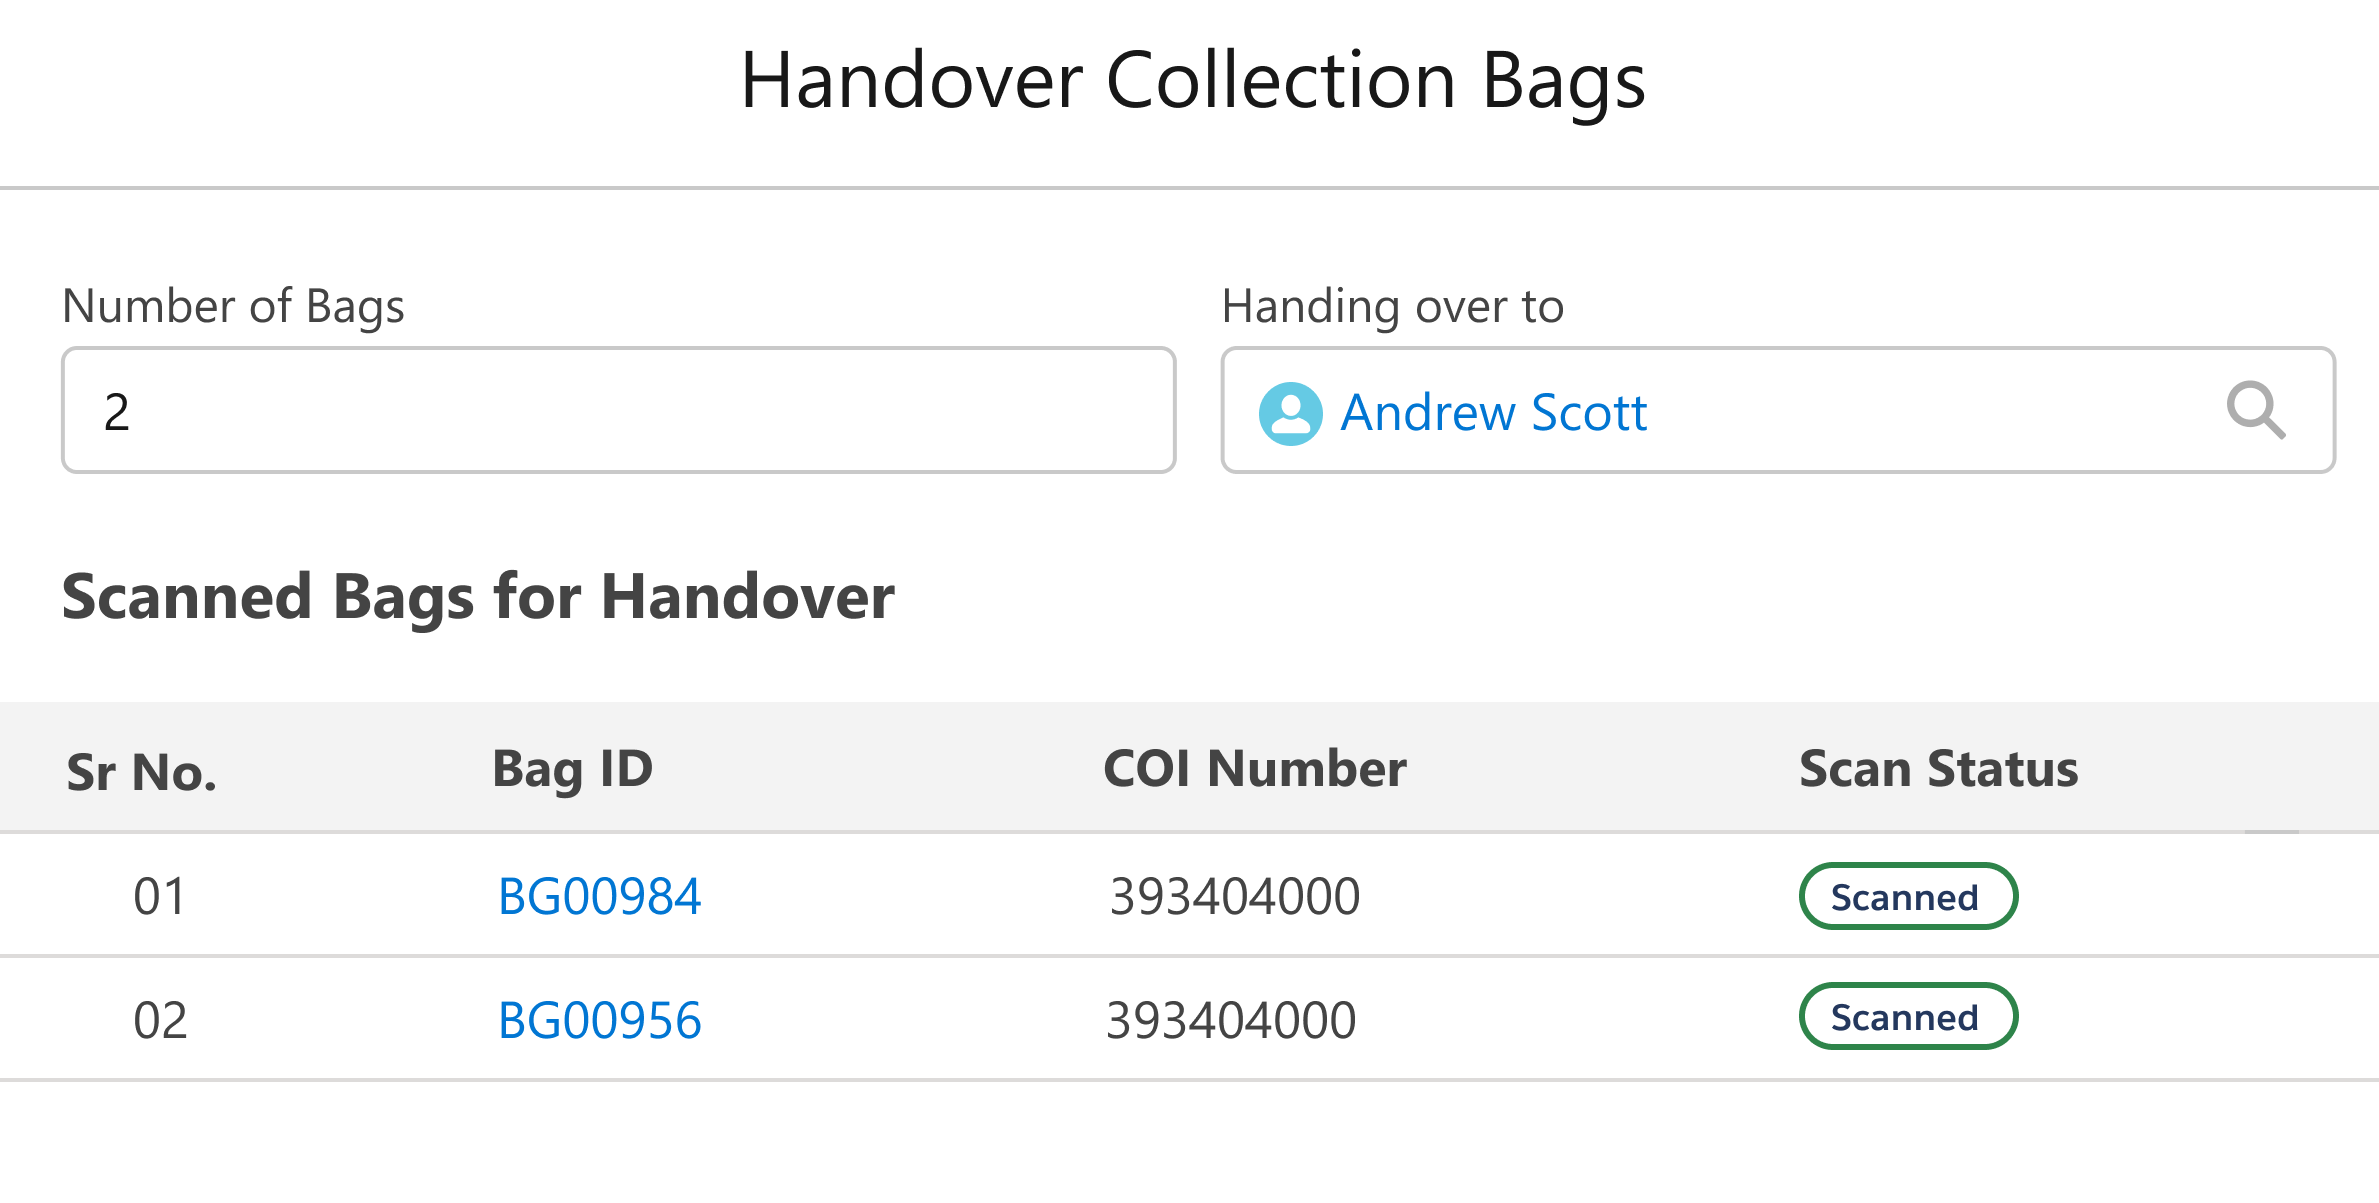 Handover Collection Bags
Number of Bags
Handing over to
2
Andrew Scott
Scanned Bags for Handover
Sr No. Bag ID COI Number Scan Status
01 BG00984 393404000 Scanned
02 BG00956 393404000 Scanned